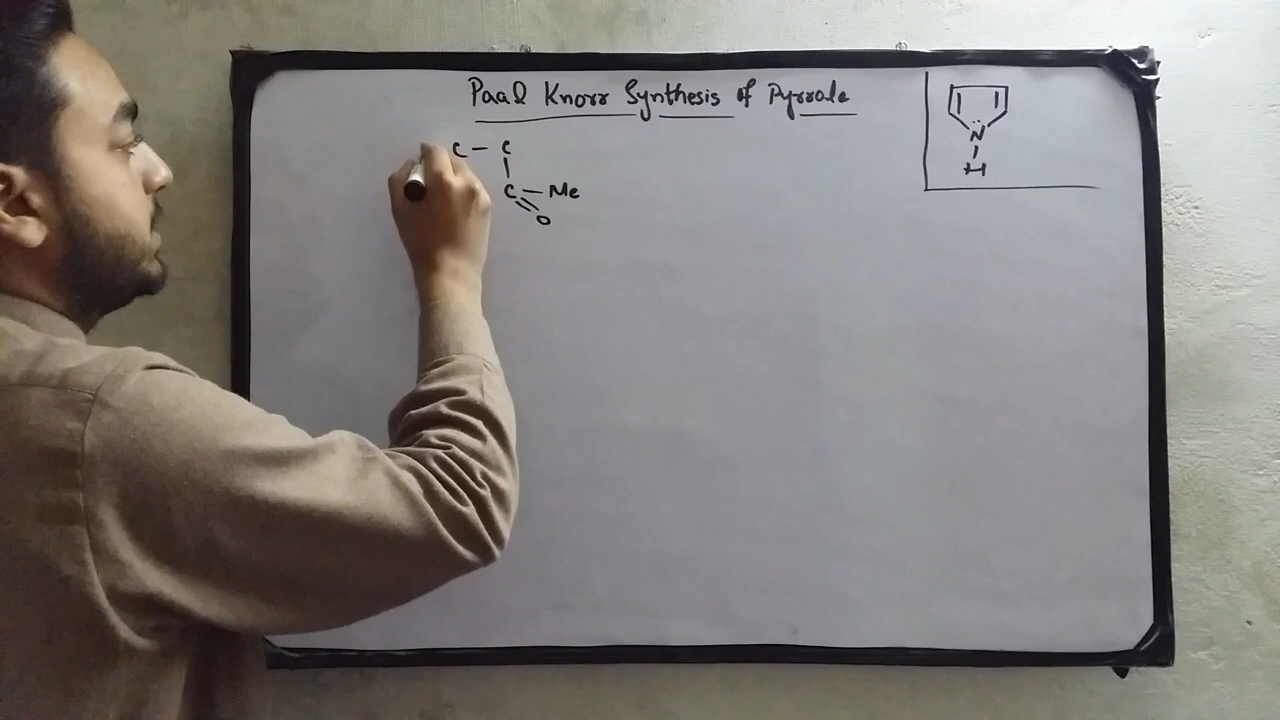 Paal Knorr Synthesis of Pyrrole
C – C
C – Me
O
N
H